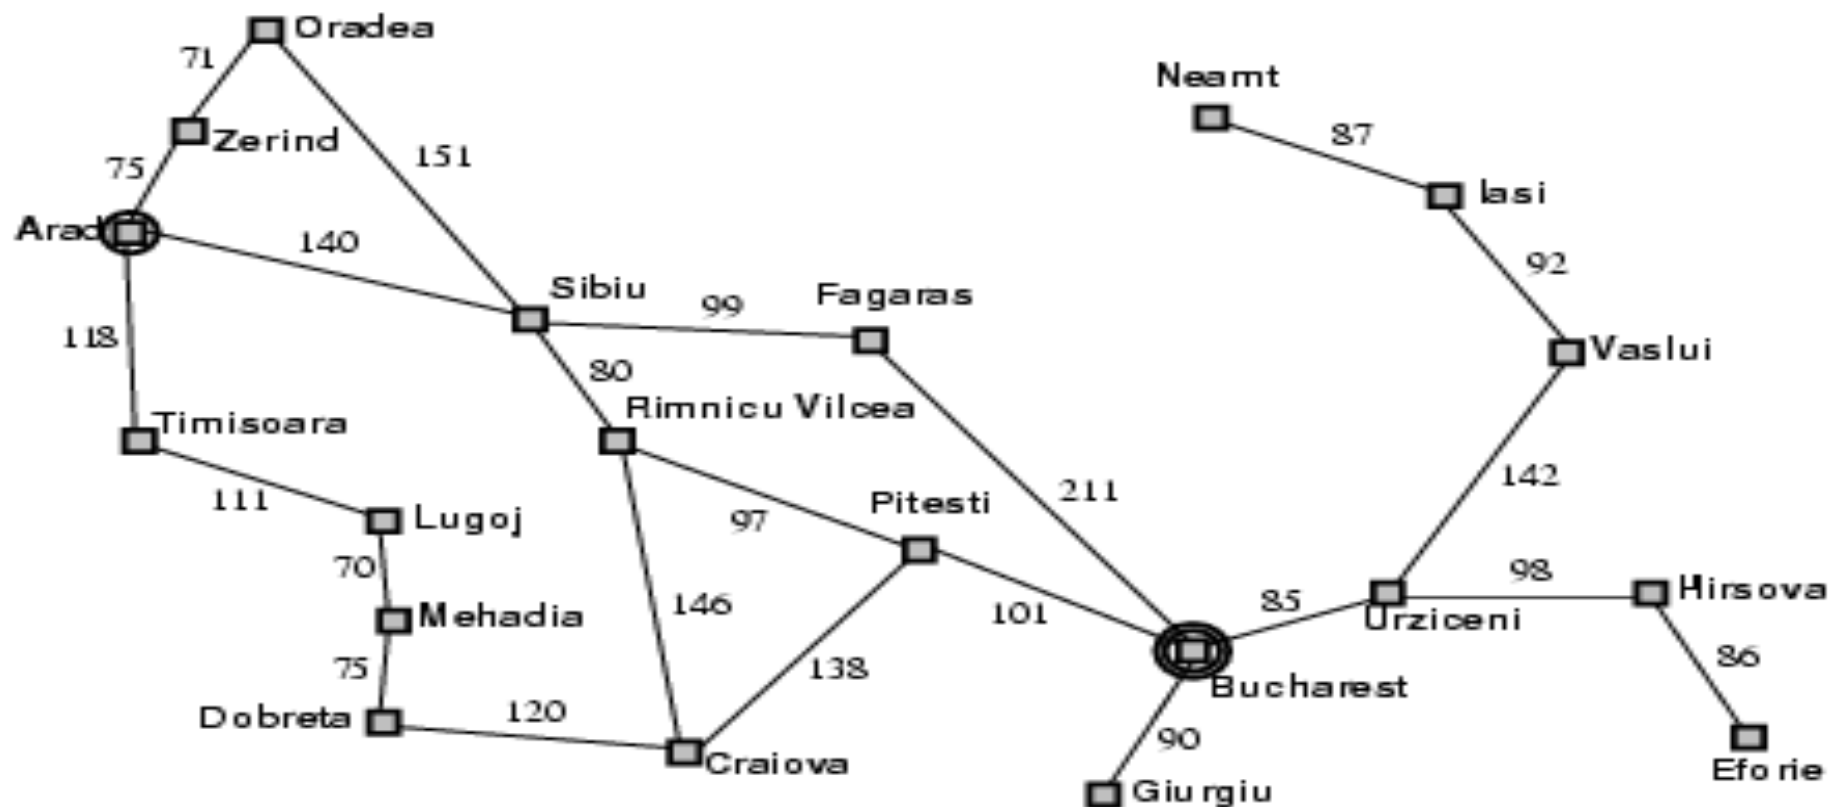 Oradea
71
Neamt
Zerind
87
151
75
Iasi
Arad
140
92
Sibiu
99
Fagaras
118
Vaslui
80
Rimnicu Vilcea
Timisoara
142
211
111
Lugoj
97
Pitesti
70
98
Hirsova
146
101
85
Mehadia
Urziceni
86
75
138
Bucharest
Dobreta
120
90
Craiova
Eforie
Giurgiu